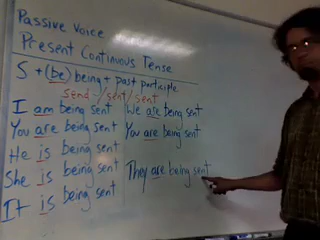 Passive Voice
Present Continuous Tense
S + (be) being + past participle
send - / sent / sent
I am being sent We are being sent
You are being sent You are being sent
He is being sent
She is being sent They are being sent
It is being sent